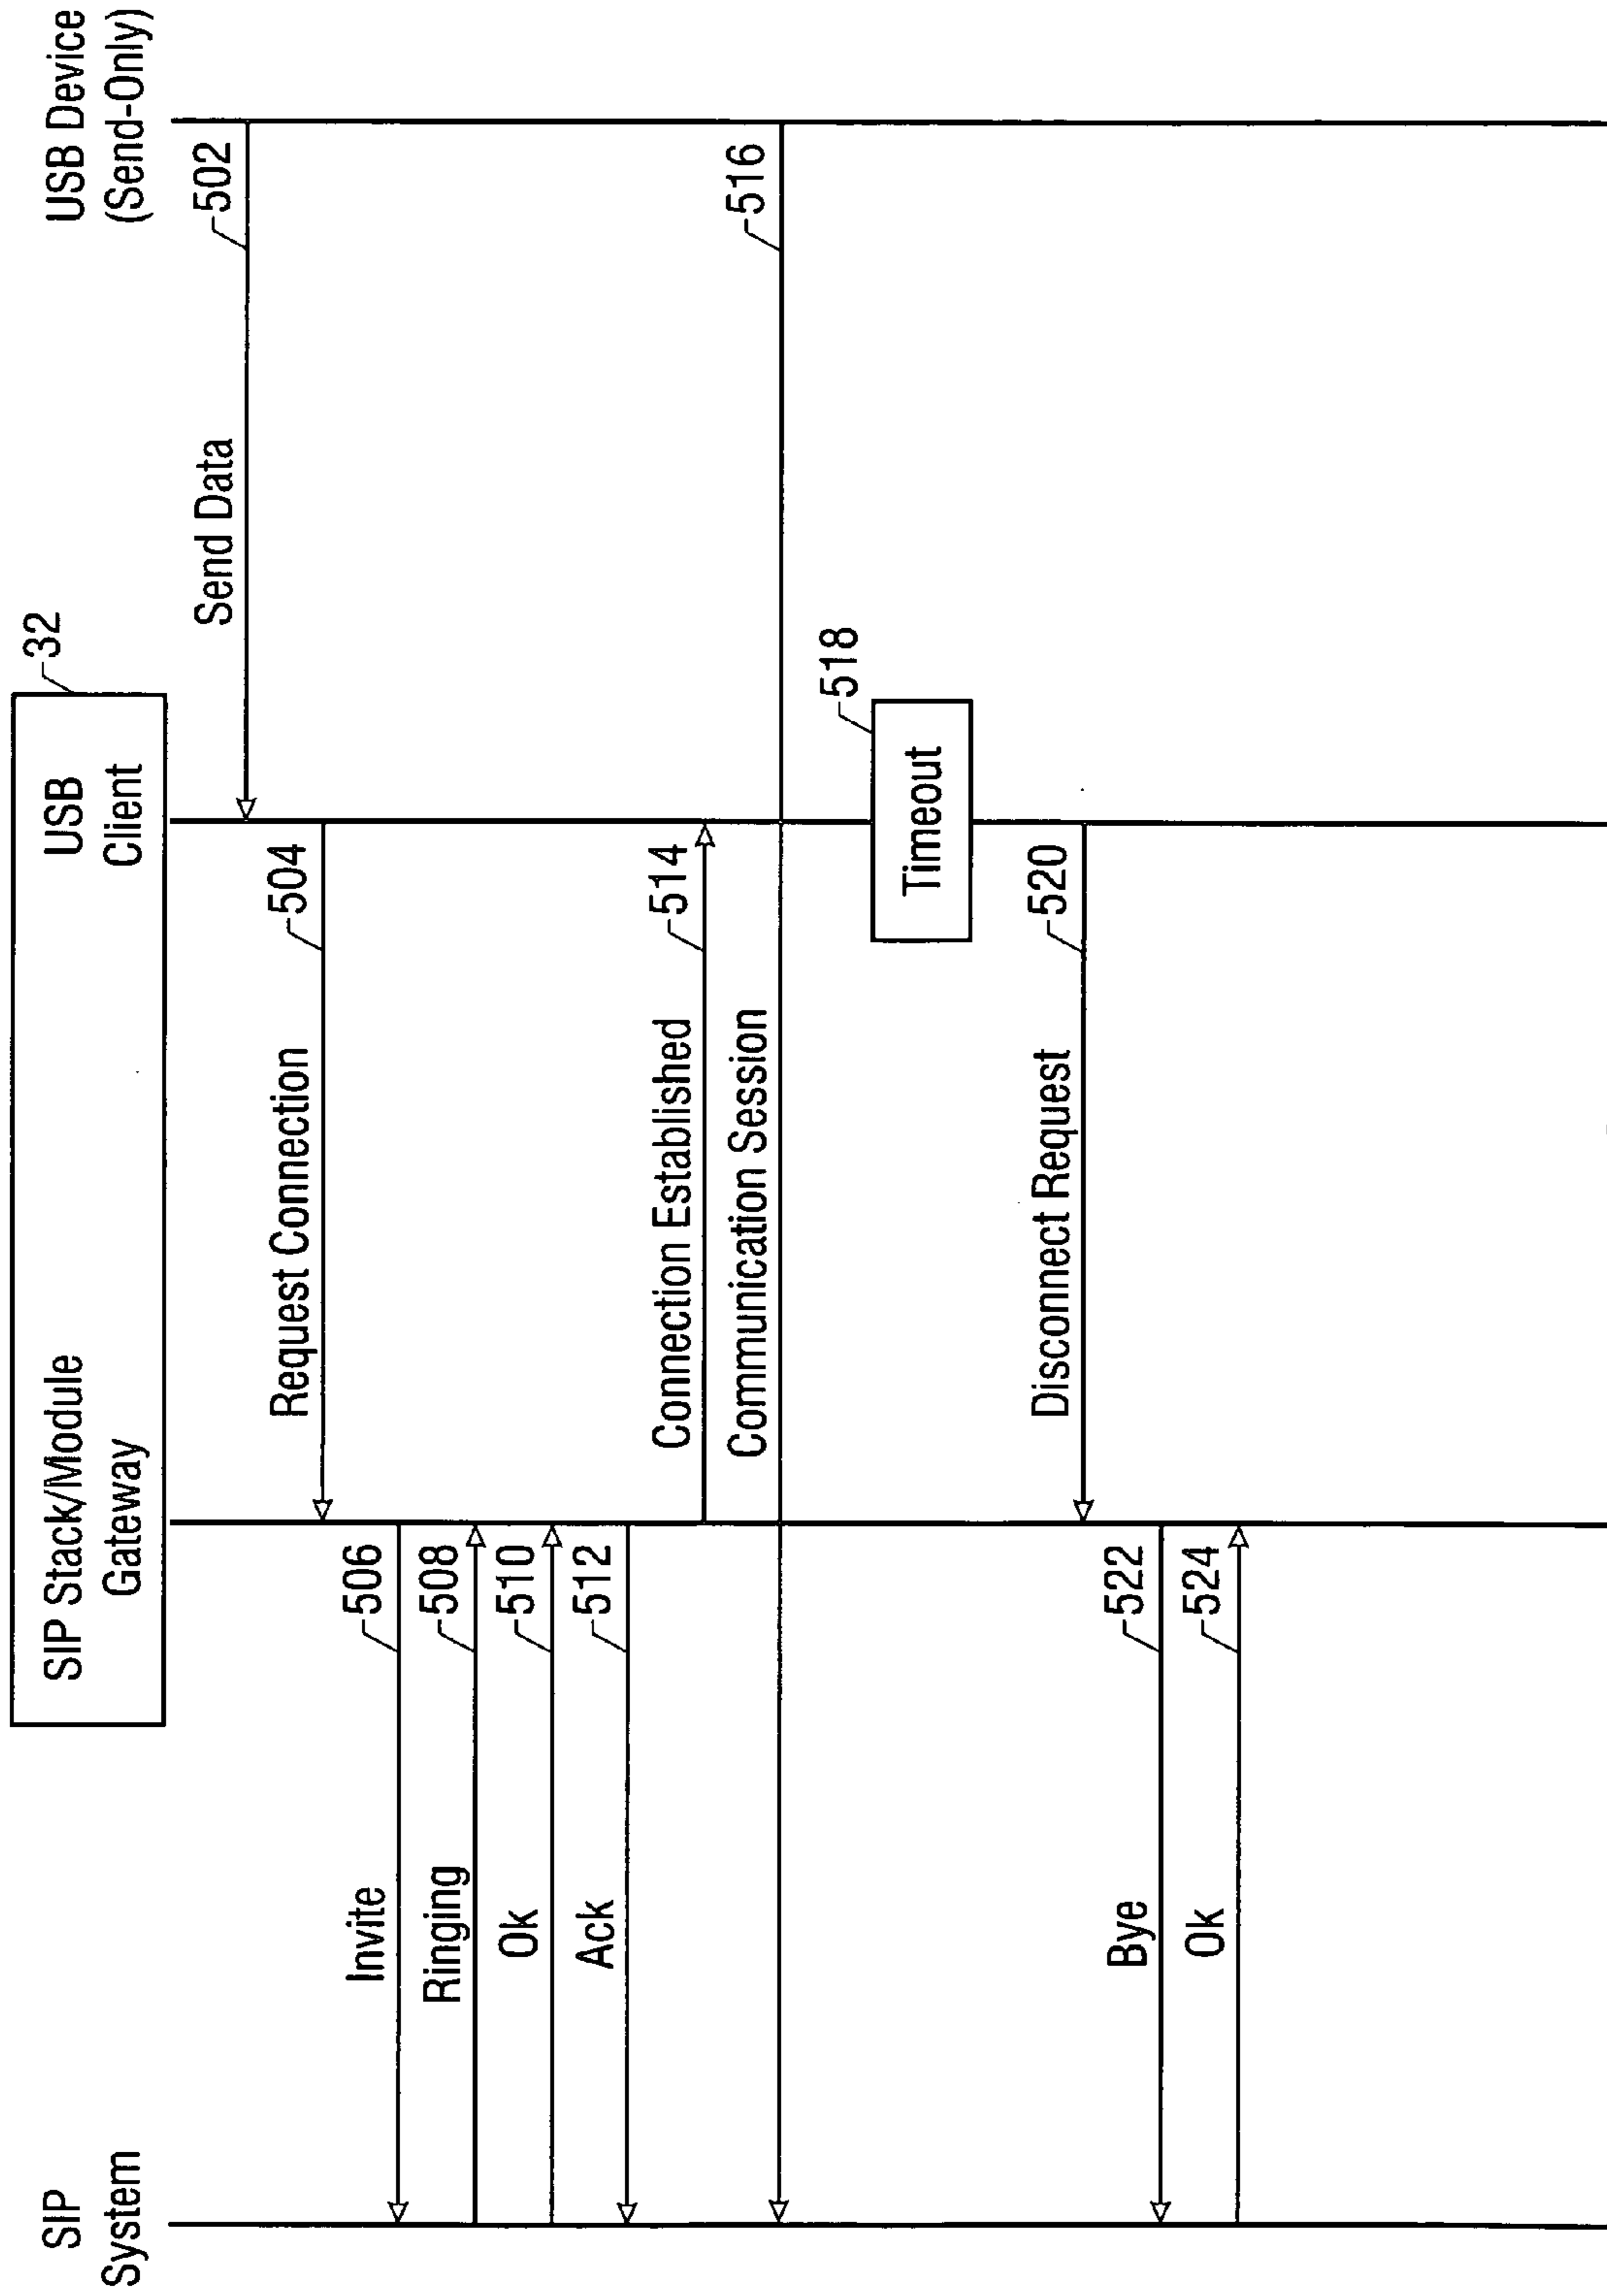 SIP
System
SIP Stack/Module
Gateway
USB
Client
32
USB Device
(Send-Only)
Send Data
502
Request Connection
504
Invite
506
Ringing
508
Ok
510
Ack
512
Connection Established
514
Communication Session
516
Timeout
518
Disconnect Request
520
Bye
522
Ok
524